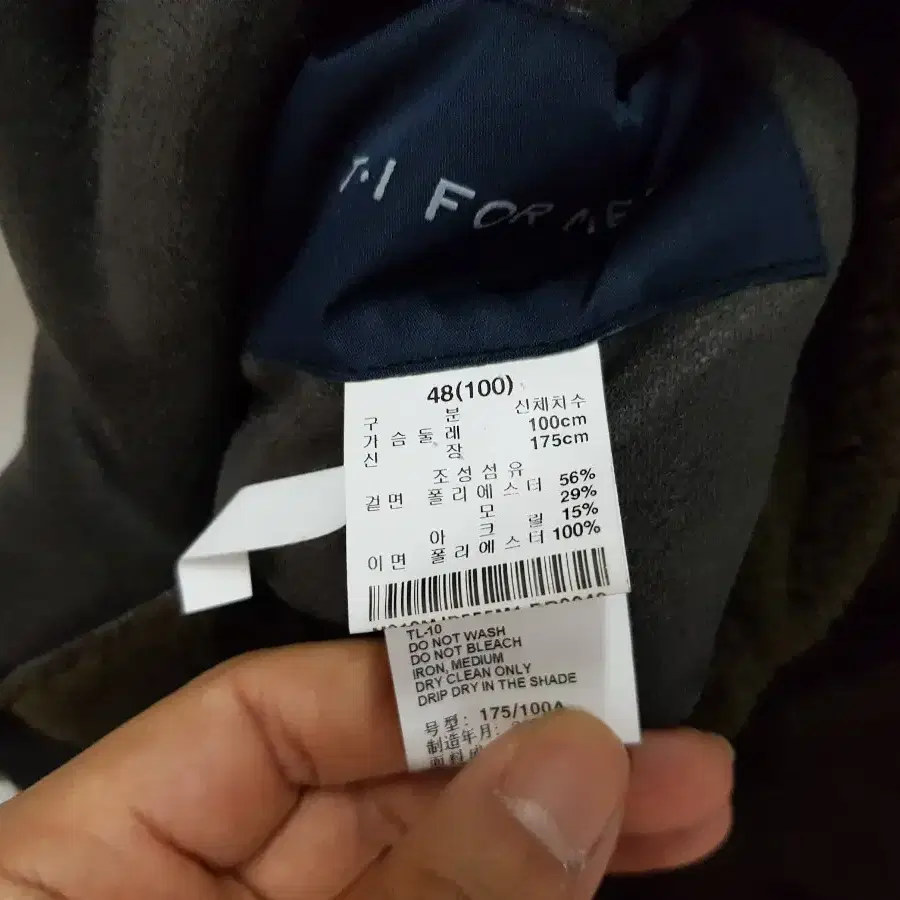 FOR ME
48(100)
구 분 신체치수
가 슴 둘 레 100cm
신 장 175cm
조성섬유
겉면 폴리에스터 56%
모 29%
아 크 릴 15%
이면 폴리에스터 100%
TL-10
DO NOT WASH
DO NOT BLEACH
IRON, MEDIUM
DRY CLEAN ONLY
DRIP DRY IN THE SHADE
号型: 175/100A
制造年月: